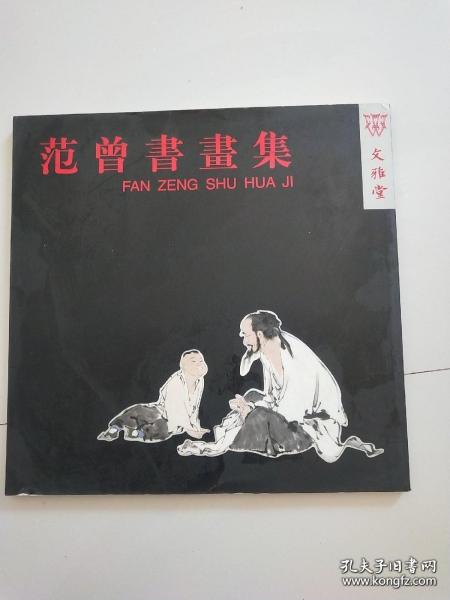 范曾書畫集
FAN ZENG SHU HUA JI
文雅堂
孔夫子旧书网
www.kongfz.com